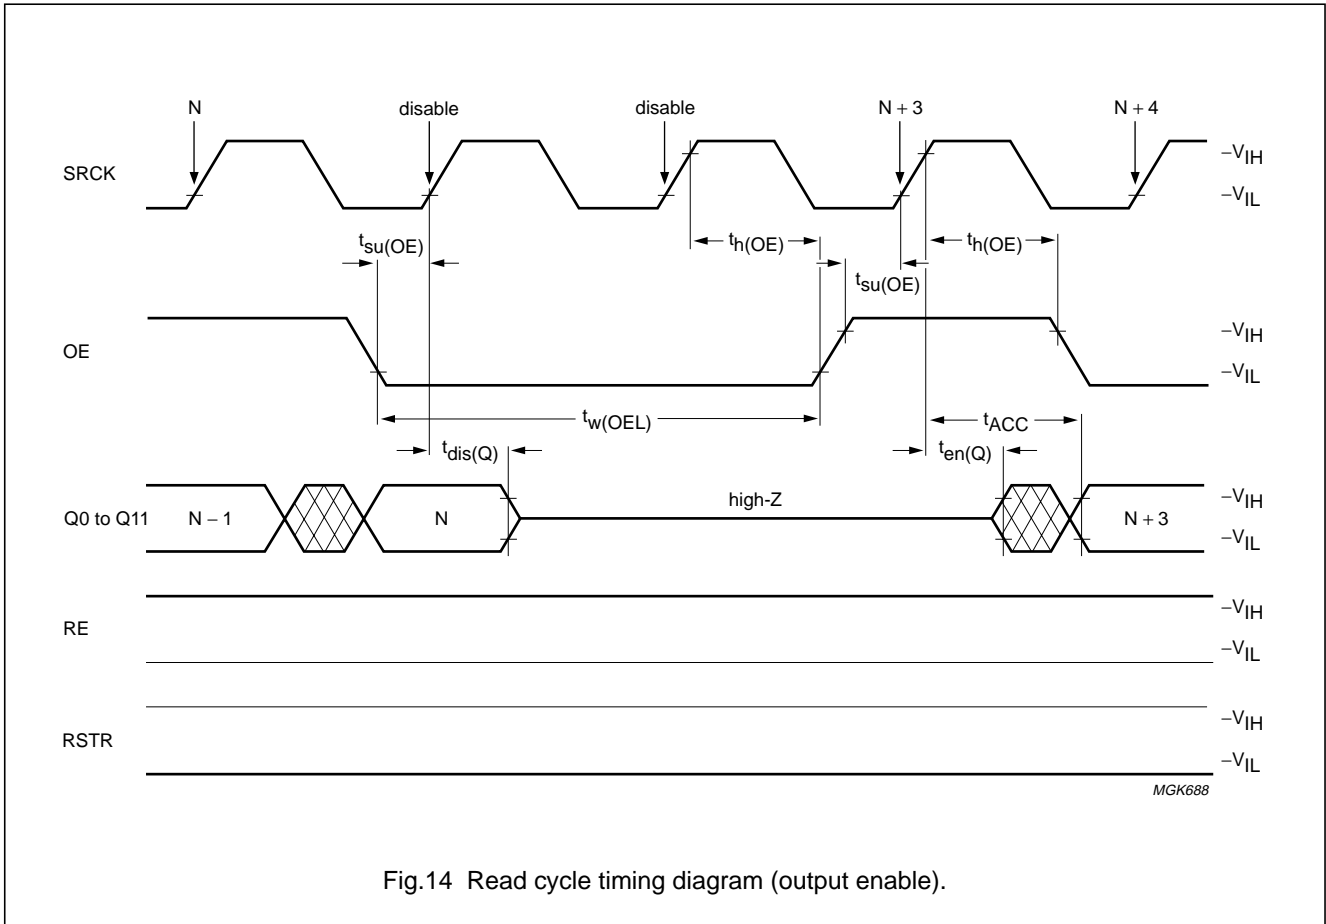 N disable disable N + 3 N + 4
SRCK
–VIH
–VIL
tsu(OE) th(OE) th(OE)
tsu(OE)
OE
–VIH
–VIL
tw(OEL) tACC
tdis(Q) ten(Q)
Q0 to Q11 N – 1 N high-Z N + 3
–VIH
–VIL
RE
–VIH
–VIL
RSTR
–VIH
–VIL
MGK688
Fig.14 Read cycle timing diagram (output enable).